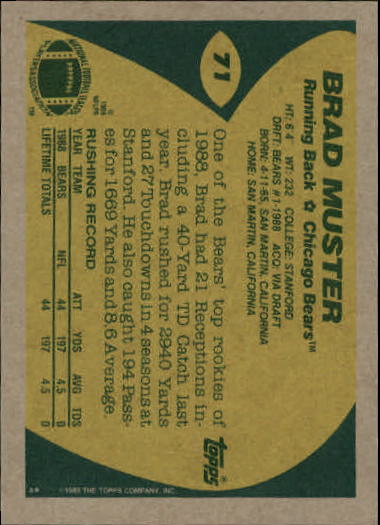 71
BRAD MUSTER
Running Back ✩ Chicago Bears™
HT: 6'4" WT: 232 COLLEGE: STANFORD
DRFT: BEARS #1-1988 ACQ: VIA DRAFT
BORN: 4-11-65, SAN MARTIN, CALIFORNIA
HOME: SAN MARTIN, CALIFORNIA
topps
One of the Bears' top rookies of
1988, Brad had 21 Receptions in-
cluding a 40-Yard TD Catch last
year. Brad rushed for 2940 Yards
and 27 Touchdowns in 4 seasons at
Stanford. He also caught 194 Pass-
es for 1669 Yards and 8.6 Average.
RUSHING RECORD
YEAR TEAM ATT YDS AVG TDS
1988 BEARS NFL 44 197 4.5 0
LIFETIME TOTALS 44 197 4.5 0
©1989 THE TOPPS COMPANY, INC.